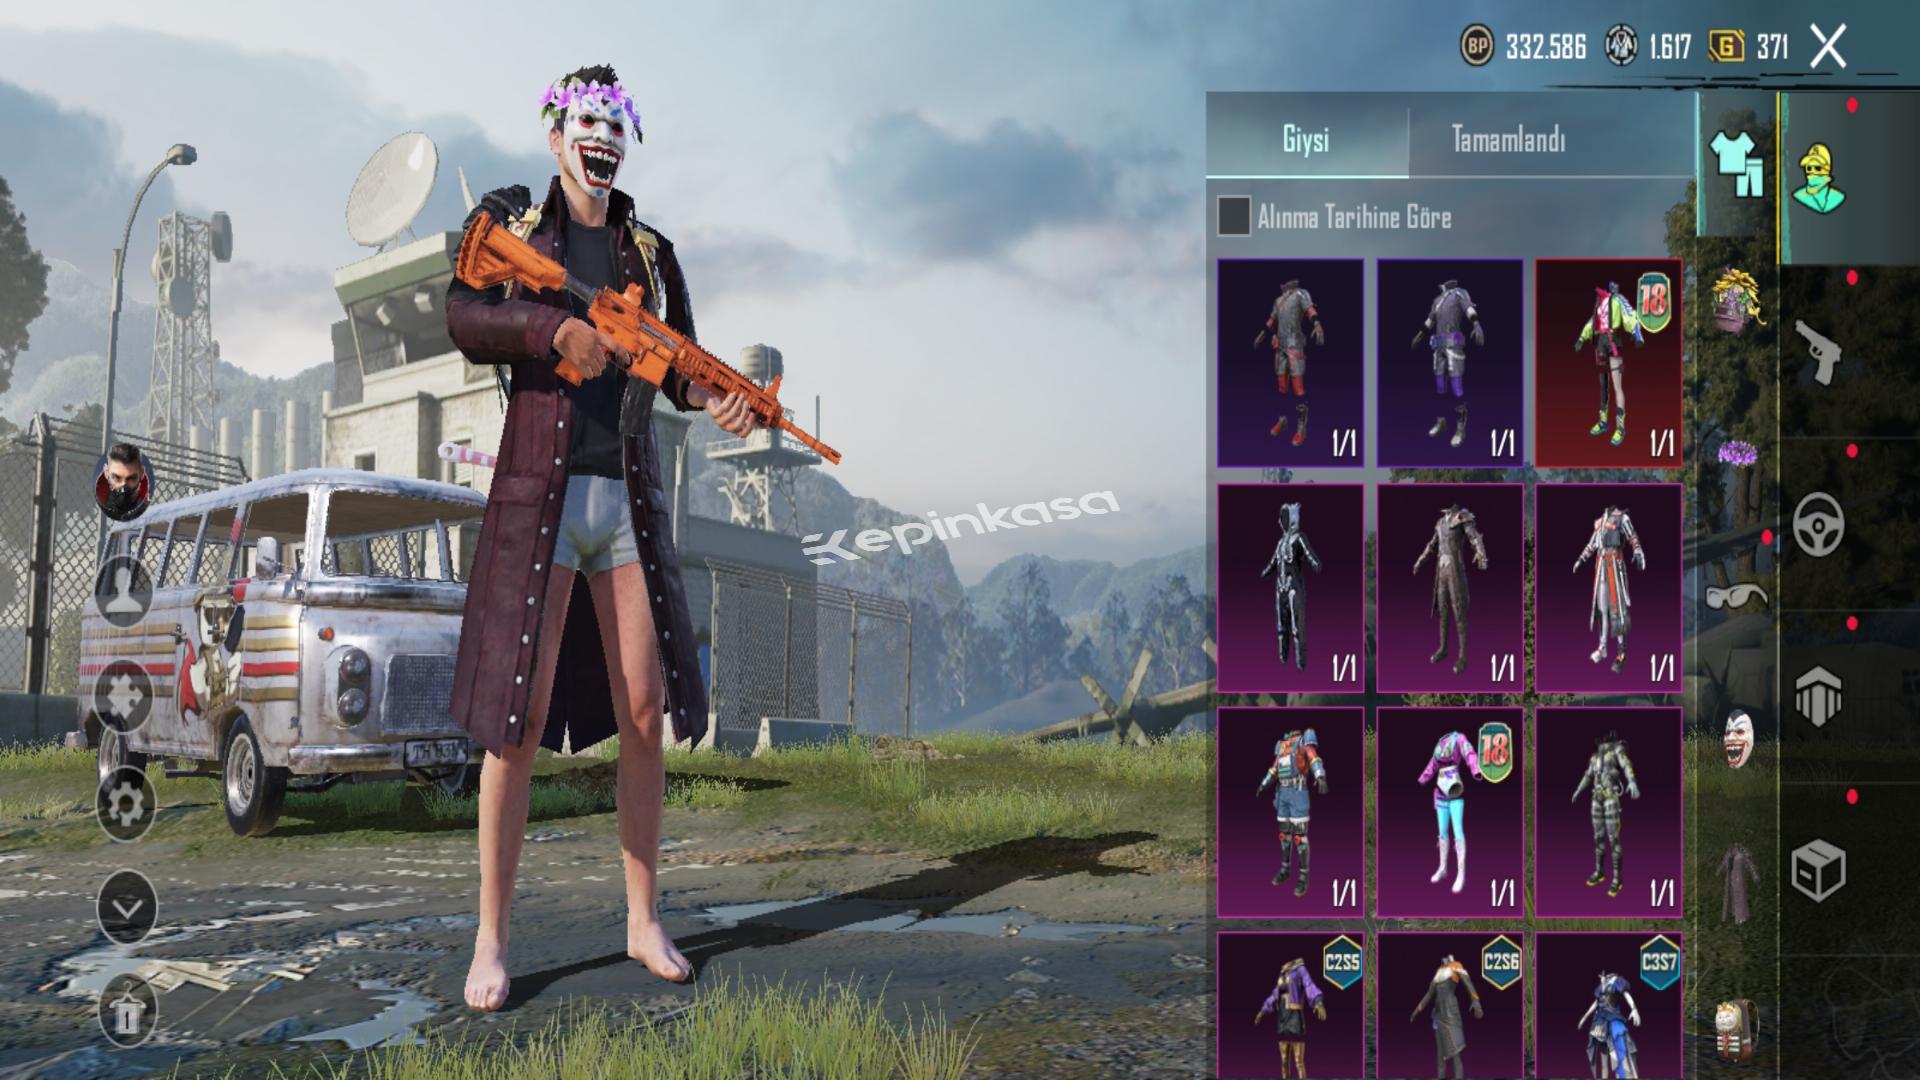 BP 332.586 1.617 G 371
Giysi Tamamlandı
Alınma Tarihine Göre
18
1/1 1/1 1/1
1/1 1/1 1/1
18
1/1 1/1 1/1
C2S5 C2S6 C3S7
epinkasa